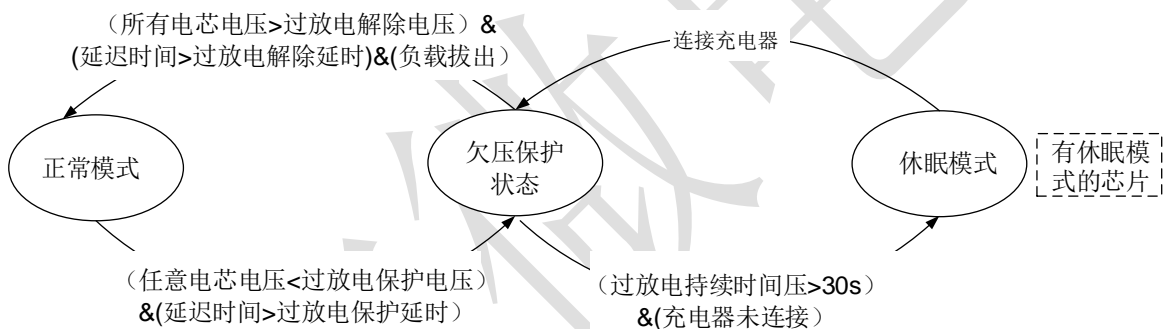 （所有电芯电压>过放电解除电压）&
(延迟时间>过放电解除延时)&(负载拔出）
连接充电器
正常模式
欠压保护
状态
休眠模式
有休眠模
式的芯片
（任意电芯电压<过放电保护电压）
&(延迟时间>过放电保护延时）
（过放电持续时间压>30s）
&(充电器未连接）